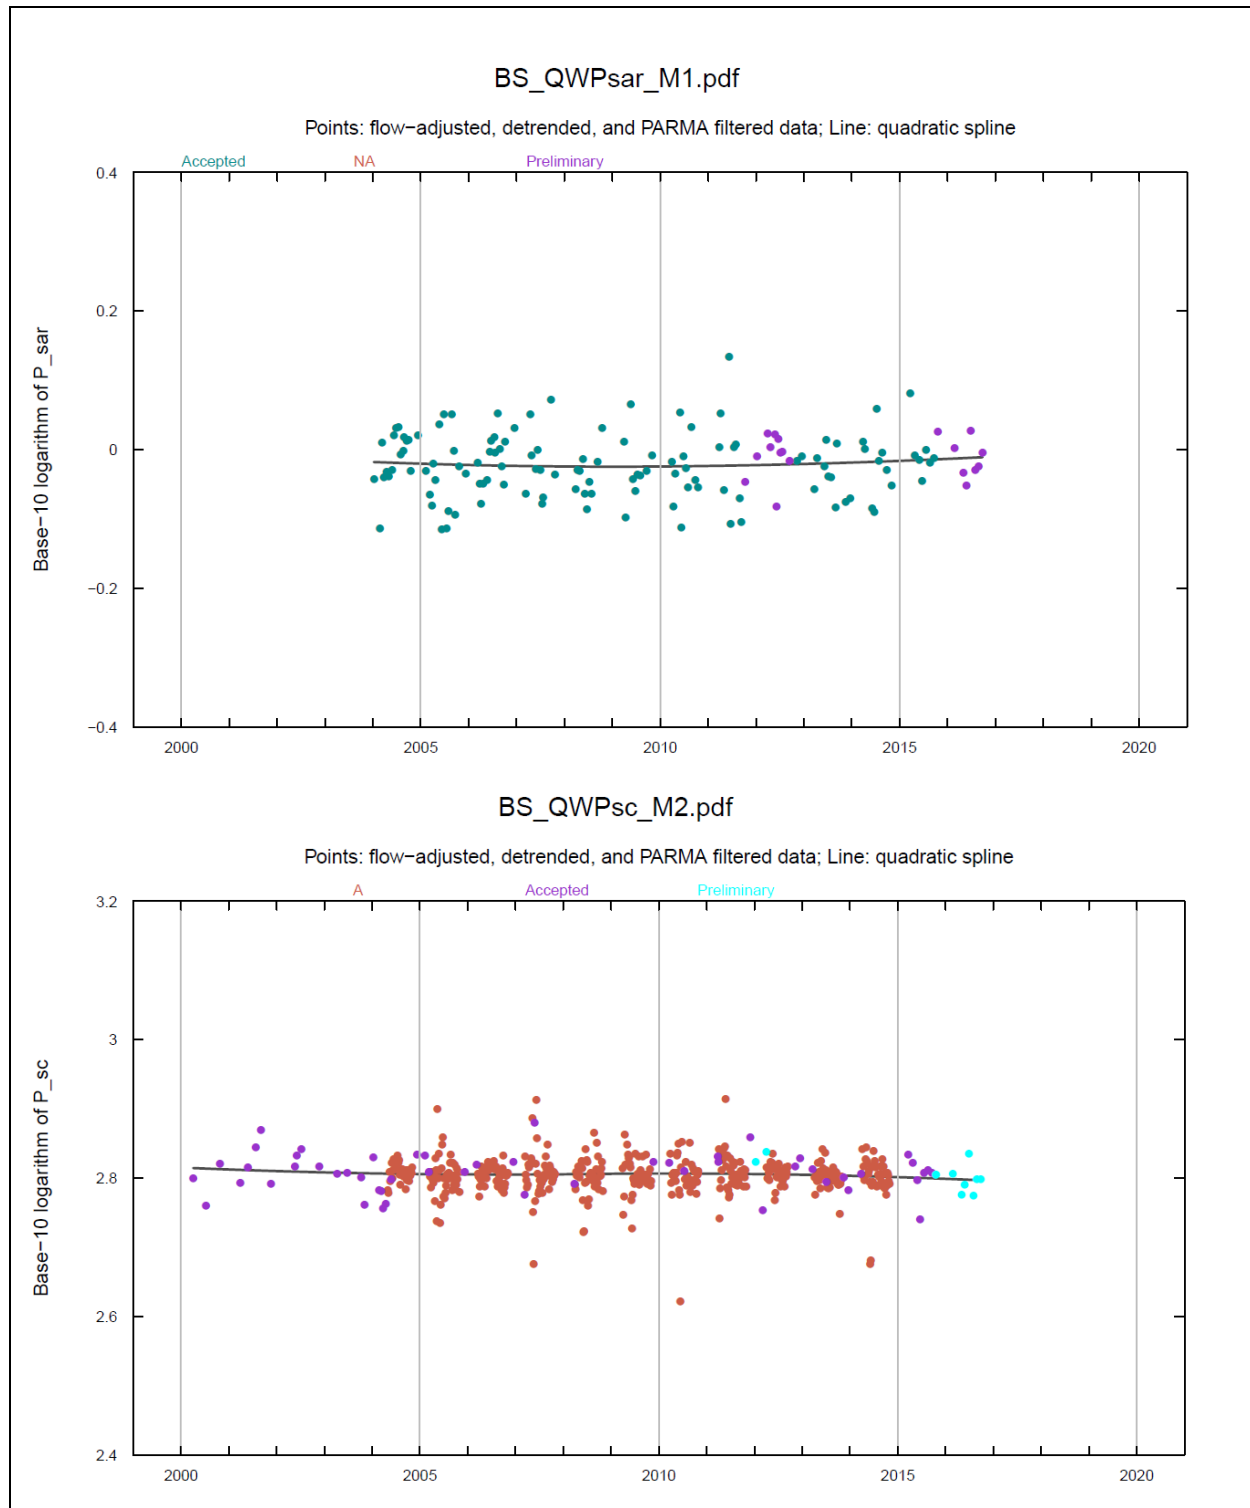 BS_QWPsar_M1.pdf
Points: flow−adjusted, detrended, and PARMA filtered data; Line: quadratic spline
Accepted NA Preliminary
0.4
0.2
0
−0.2
−0.4
Base−10 logarithm of P_sar
2000 2005 2010 2015 2020
BS_QWPsc_M2.pdf
Points: flow−adjusted, detrended, and PARMA filtered data; Line: quadratic spline
A Accepted Preliminary
3.2
3
2.8
2.6
2.4
Base−10 logarithm of P_sc
2000 2005 2010 2015 2020